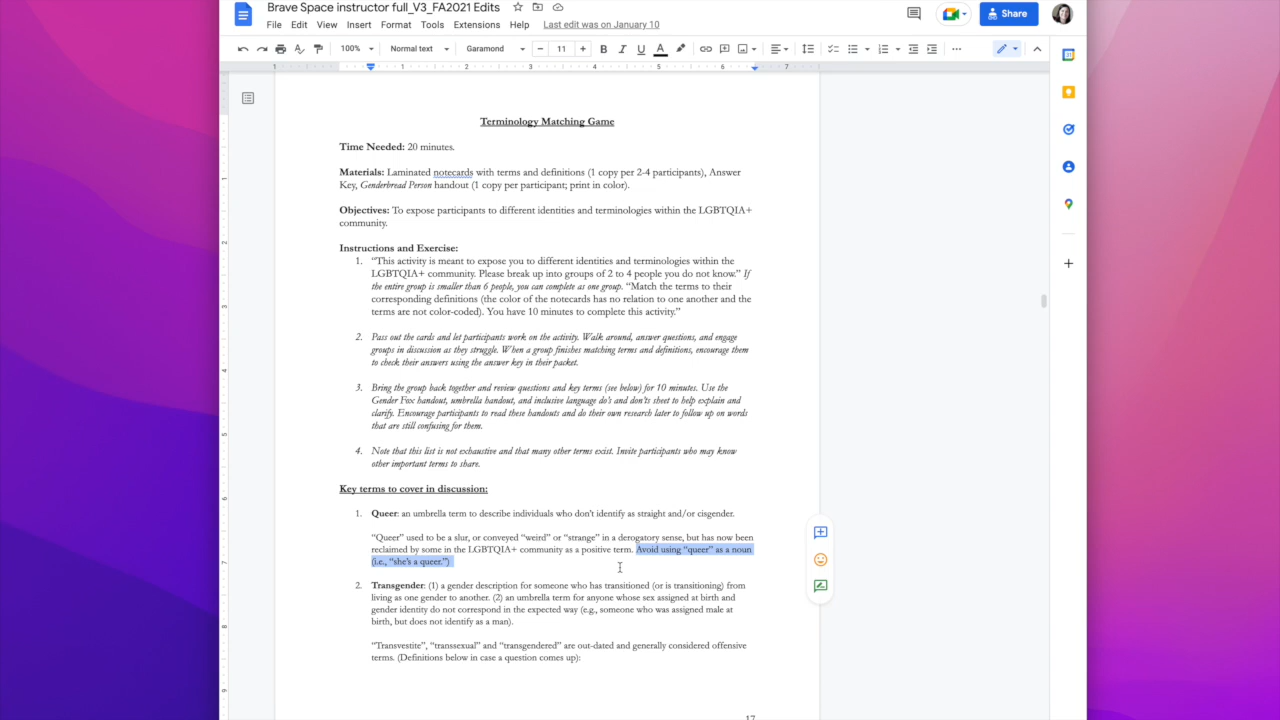 Brave Space instructor full_V3_FA2021 Edits
File Edit View Insert Format Tools Extensions Help Last edit was on January 10
Share
100% Normal text Garamond 11
1 1 2 3 4 5 6 7
Terminology Matching Game
Time Needed: 20 minutes.
Materials: Laminated notecards with terms and definitions (1 copy per 2-4 participants), Answer
Key, Genderbread Person handout (1 copy per participant; print in color).
Objectives: To expose participants to different identities and terminologies within the LGBTQIA+
community.
Instructions and Exercise:
1. “This activity is meant to expose you to different identities and terminologies within the
LGBTQIA+ community. Please break up into groups of 2 to 4 people you do not know.” If
the entire group is smaller than 6 people, you can complete as one group. “Match the terms to their
corresponding definitions (the color of the notecards has no relation to one another and the
terms are not color-coded). You have 10 minutes to complete this activity.”
2. Pass out the cards and let participants work on the activity. Walk around, answer questions, and engage
groups in discussion as they struggle. When a group finishes matching terms and definitions, encourage them
to check their answers using the answer key in their packet.
3. Bring the group back together and review questions and key terms (see below) for 10 minutes. Use the
Gender Fox handout, umbrella handout, and inclusive language do’s and don’ts sheet to help explain and
clarify. Encourage participants to read these handouts and do their own research later to follow up on words
that are still confusing for them.
4. Note that this list is not exhaustive and that many other terms exist. Invite participants who may know
other important terms to share.
Key terms to cover in discussion:
1. Queer: an umbrella term to describe individuals who don’t identify as straight and/or cisgender.
“Queer” used to be a slur, or conveyed “weird” or “strange” in a derogatory sense, but has now been
reclaimed by some in the LGBTQIA+ community as a positive term. Avoid using “queer” as a noun
(i.e., “she’s a queer.”)
2. Transgender: (1) a gender description for someone who has transitioned (or is transitioning) from
living as one gender to another. (2) an umbrella term for anyone whose sex assigned at birth and
gender identity do not correspond in the expected way (e.g., someone who was assigned male at
birth, but does not identify as a man).
“Transvestite”, “transsexual” and “transgendered” are out-dated and generally considered offensive
terms. (Definitions below in case a question comes up):
17